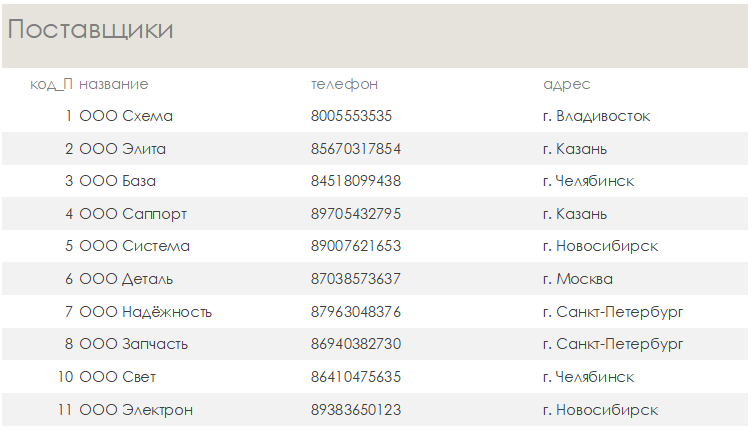 Поставщики
код_П название телефон адрес
1 ООО Схема 8005553535 г. Владивосток
2 ООО Элита 85670317854 г. Казань
3 ООО База 84518099438 г. Челябинск
4 ООО Саппорт 89705432795 г. Казань
5 ООО Система 89007621653 г. Новосибирск
6 ООО Деталь 87038573637 г. Москва
7 ООО Надёжность 87963048376 г. Санкт-Петербург
8 ООО Запчасть 86940382730 г. Санкт-Петербург
10 ООО Свет 86410475635 г. Челябинск
11 ООО Электрон 89383650123 г. Новосибирск